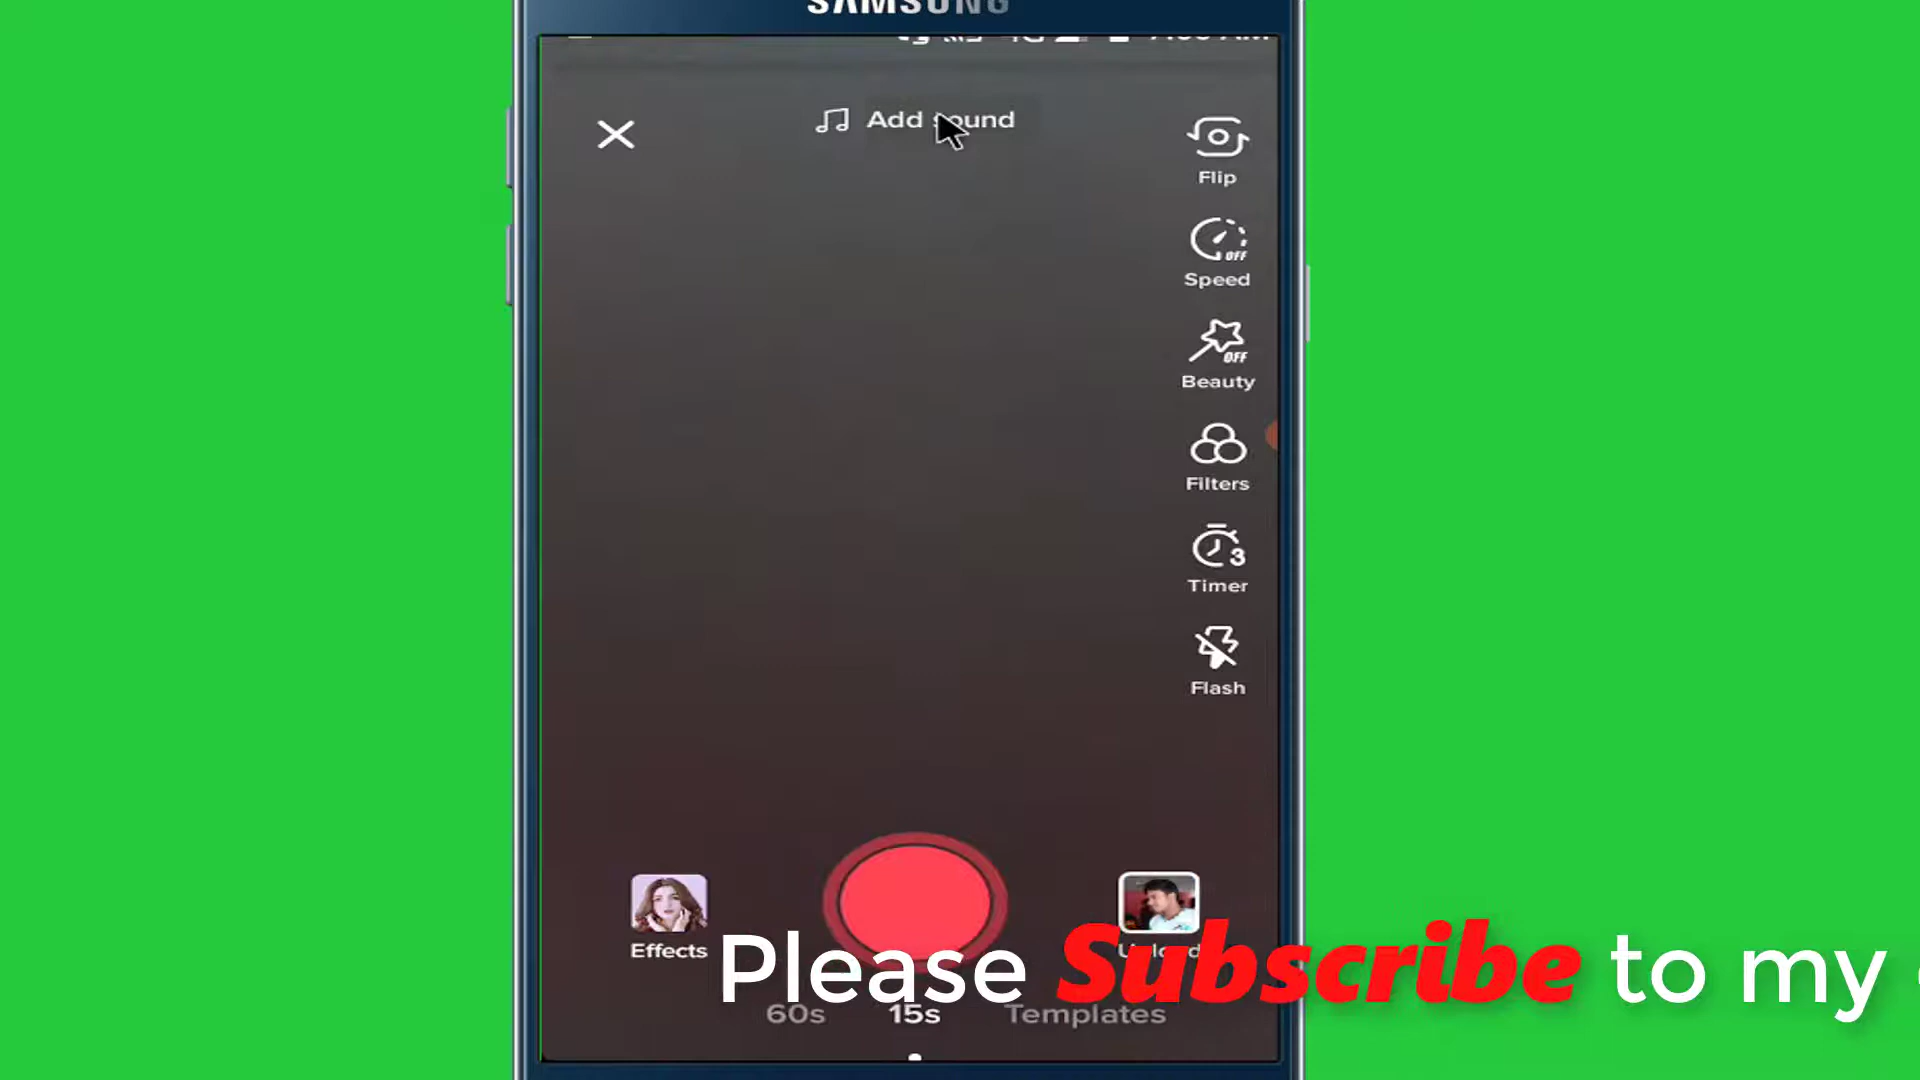 SAMSUNG
Add sound
Flip
OFF
Speed
OFF
Beauty
Filters
3
Timer
Flash
Effects
Please Subscribe to my
60s
15s
Templates